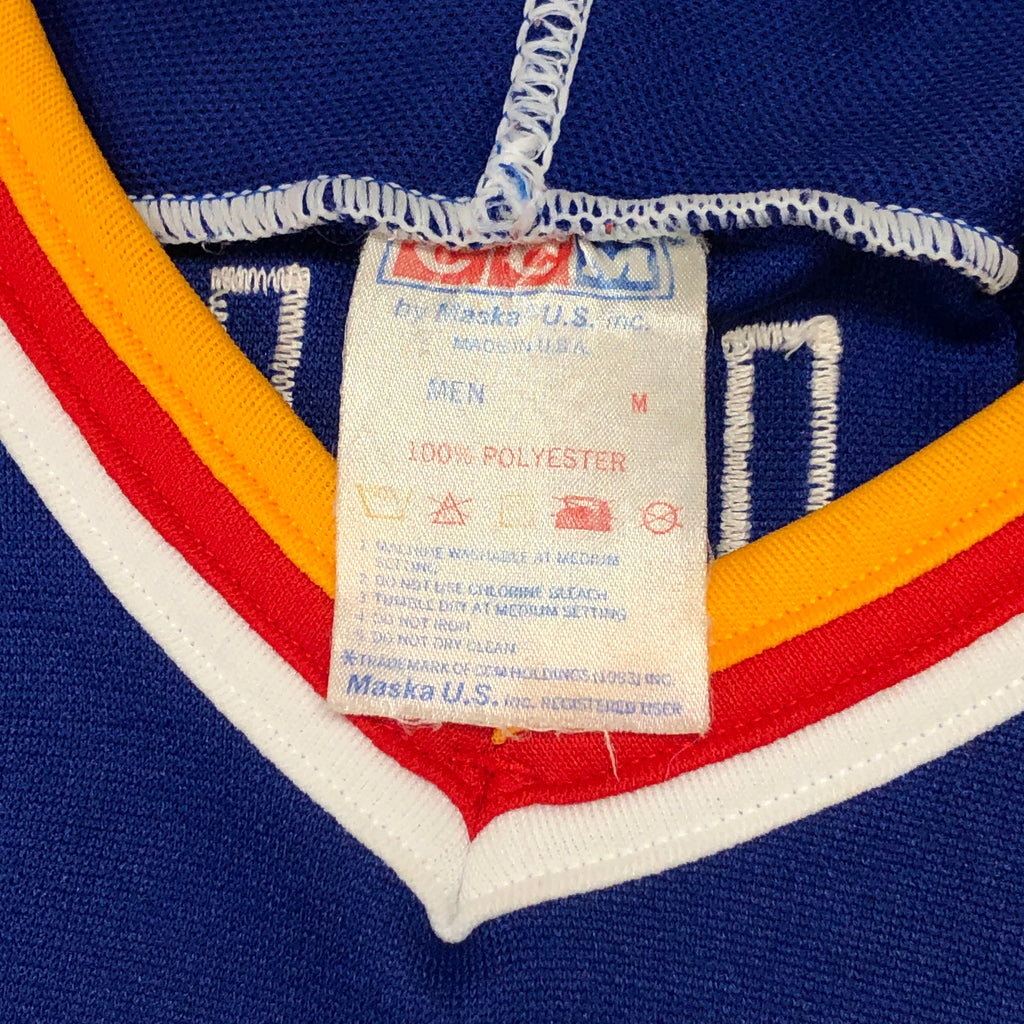 CCM
by Maska U.S. inc.
MADE IN U.S.A.
MEN M
100% POLYESTER
1 MACHINE WASHABLE AT MEDIUM
SETTING
2 DO NOT USE CHLORINE BLEACH
3 TUMBLE DRY AT MEDIUM SETTING
4 DO NOT IRON
5 DO NOT DRY CLEAN
*TRADEMARK OF CCM HOLDINGS (1983) INC.
Maska U.S. INC. REGISTERED USER